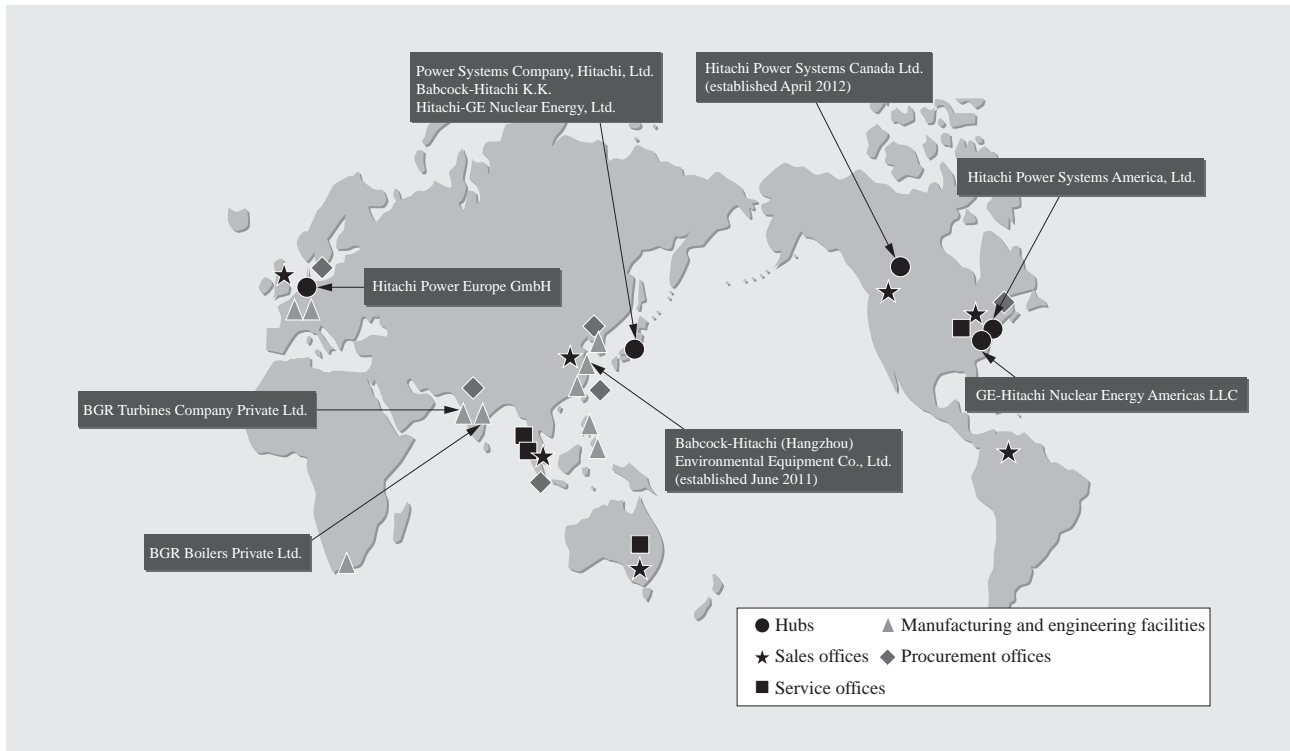 Power Systems Company, Hitachi, Ltd.
Babcock-Hitachi K.K.
Hitachi-GE Nuclear Energy, Ltd.
Hitachi Power Systems Canada Ltd.
(established April 2012)
Hitachi Power Systems America, Ltd.
Hitachi Power Europe GmbH
GE-Hitachi Nuclear Energy Americas LLC
BGR Turbines Company Private Ltd.
Babcock-Hitachi (Hangzhou)
Environmental Equipment Co., Ltd.
(established June 2011)
BGR Boilers Private Ltd.
Hubs
Manufacturing and engineering facilities
Sales offices
Procurement offices
Service offices